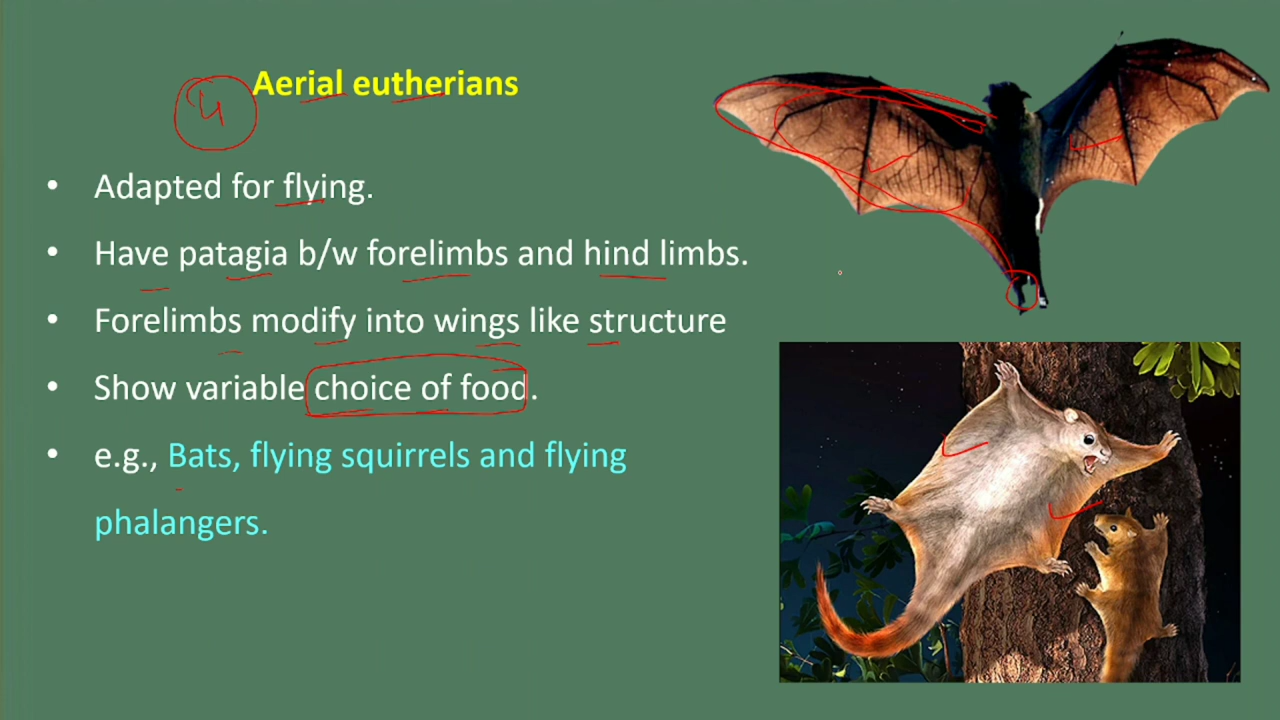 Aerial eutherians
4
• Adapted for flying.
• Have patagia b/w forelimbs and hind limbs.
• Forelimbs modify into wings like structure
• Show variable choice of food.
• e.g., Bats, flying squirrels and flying
phalangers.